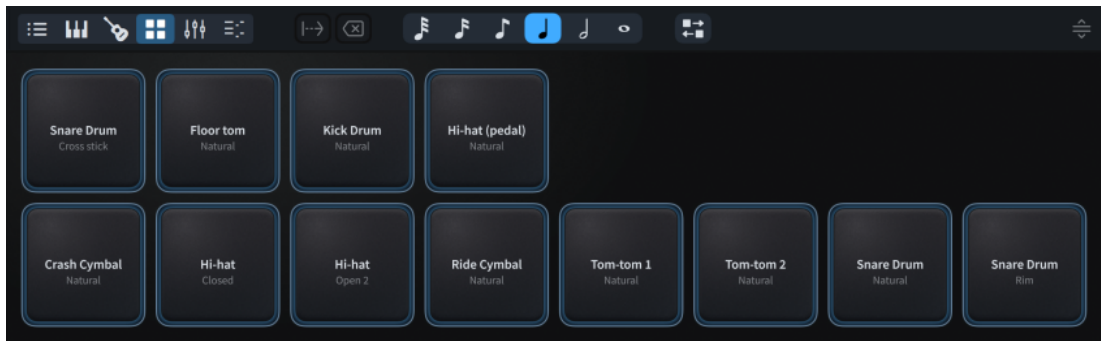 Snare Drum
Cross stick
Floor tom
Natural
Kick Drum
Natural
Hi-hat (pedal)
Natural
Crash Cymbal
Natural
Hi-hat
Closed
Hi-hat
Open 2
Ride Cymbal
Natural
Tom-tom 1
Natural
Tom-tom 2
Natural
Snare Drum
Natural
Snare Drum
Rim